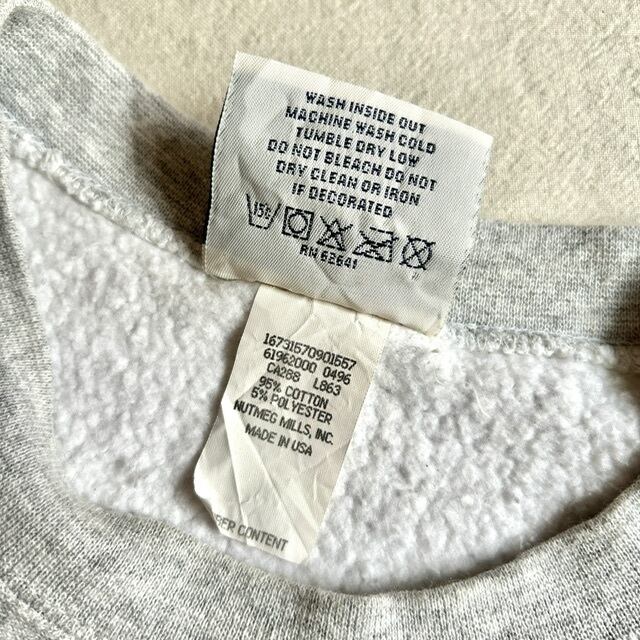 WASH INSIDE OUT
MACHINE WASH COLD
TUMBLE DRY LOW
DO NOT BLEACH DO NOT
DRY CLEAN OR IRON
IF DECORATED
RN 62641
16731570901557
61962000 0496
CA288 L863
95% COTTON
5% POLYESTER
NUTMEG MILLS, INC.
MADE IN USA
CONTENT